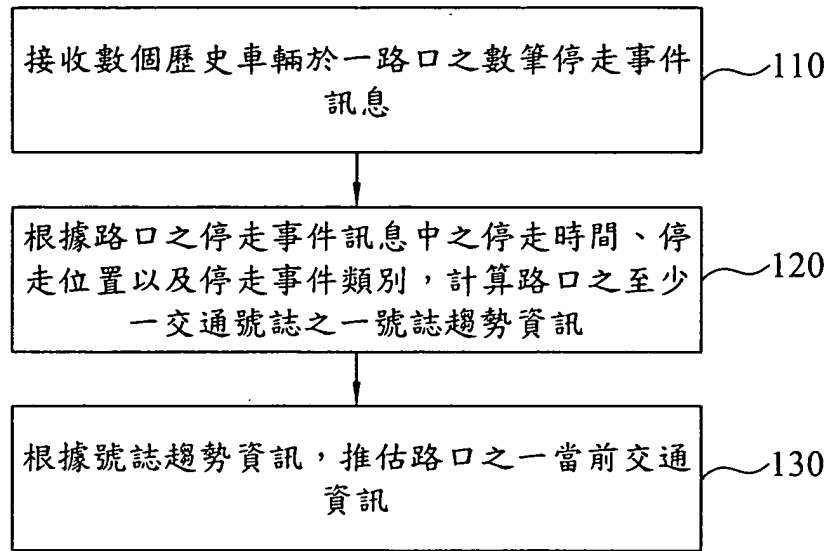 接收數個歷史車輛於一路口之數筆停走事件
訊息
110
根據路口之停走事件訊息中之停走時間、停
走位置以及停走事件類別，計算路口之至少
一交通號誌之一號誌趨勢資訊
120
根據號誌趨勢資訊，推估路口之一當前交通
資訊
130